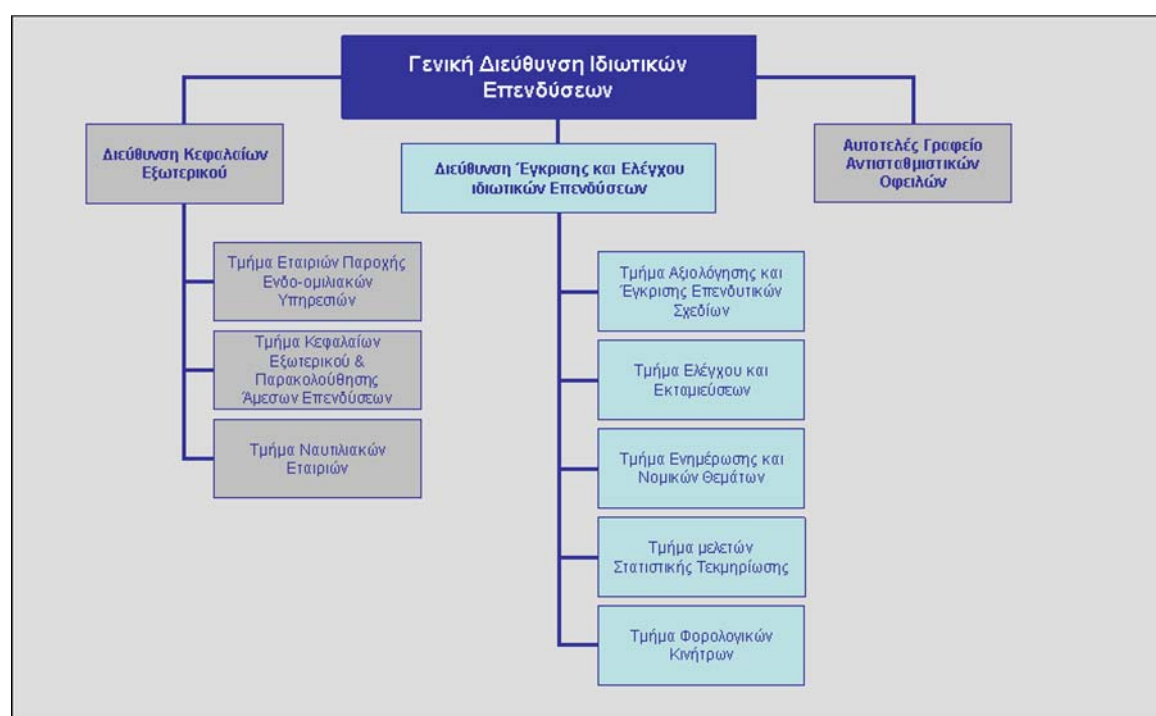 Γενική Διεύθυνση Ιδιωτικών
Επενδύσεων
Διεύθυνση Κεφαλαίων
Εξωτερικού
Διεύθυνση Έγκρισης και Ελέγχου
ιδιωτικών Επενδύσεων
Αυτοτελές Γραφείο
Αντισταθμιστικών
Οφειλών
Τμήμα Εταιριών Παροχής
Ενδο-ομιλιακών
Υπηρεσιών
Τμήμα Κεφαλαίων
Εξωτερικού &
Παρακολούθησης
Άμεσων Επενδύσεων
Τμήμα Ναυτιλιακών
Εταιριών
Τμήμα Αξιολόγησης και
Έγκρισης Επενδυτικών
Σχεδίων
Τμήμα Ελέγχου και
Εκταμιεύσεων
Τμήμα Ενημέρωσης και
Νομικών Θεμάτων
Τμήμα μελετών
Στατιστικής Τεκμηρίωσης
Τμήμα Φορολογικών
Κινήτρων